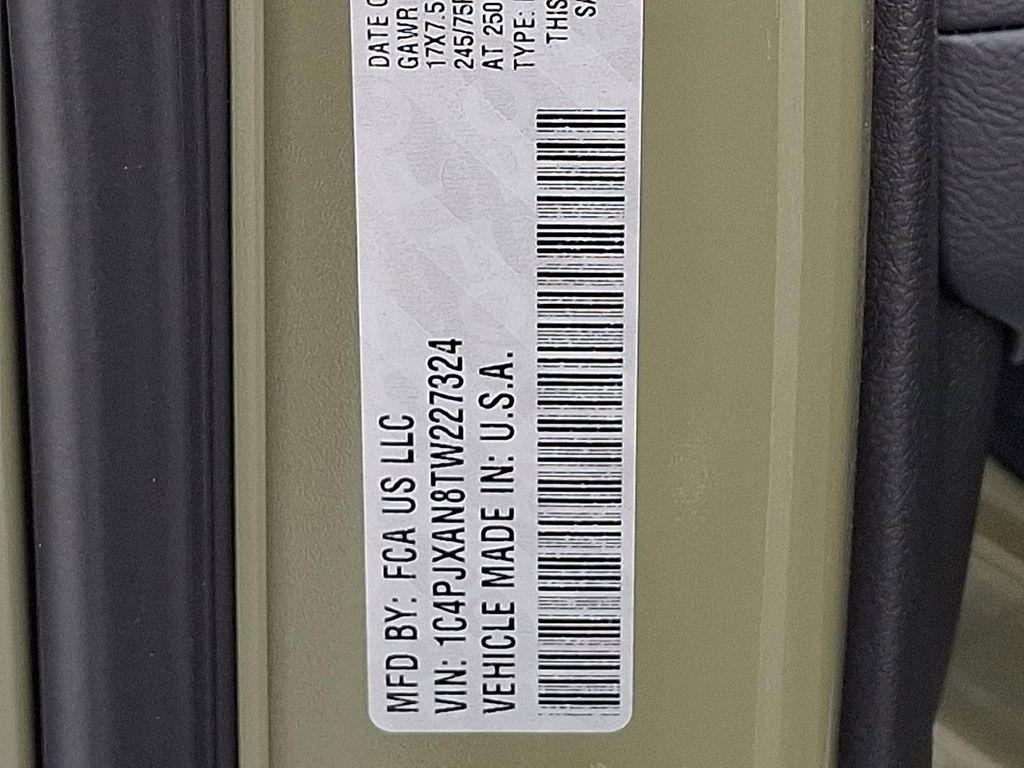 MFD BY: FCA US LLC
VIN: 1C4PJXAN8TW227324
VEHICLE MADE IN: U.S.A.
DATE
GAWR
17X7.5
245/75
AT 250
TYPE:
THIS